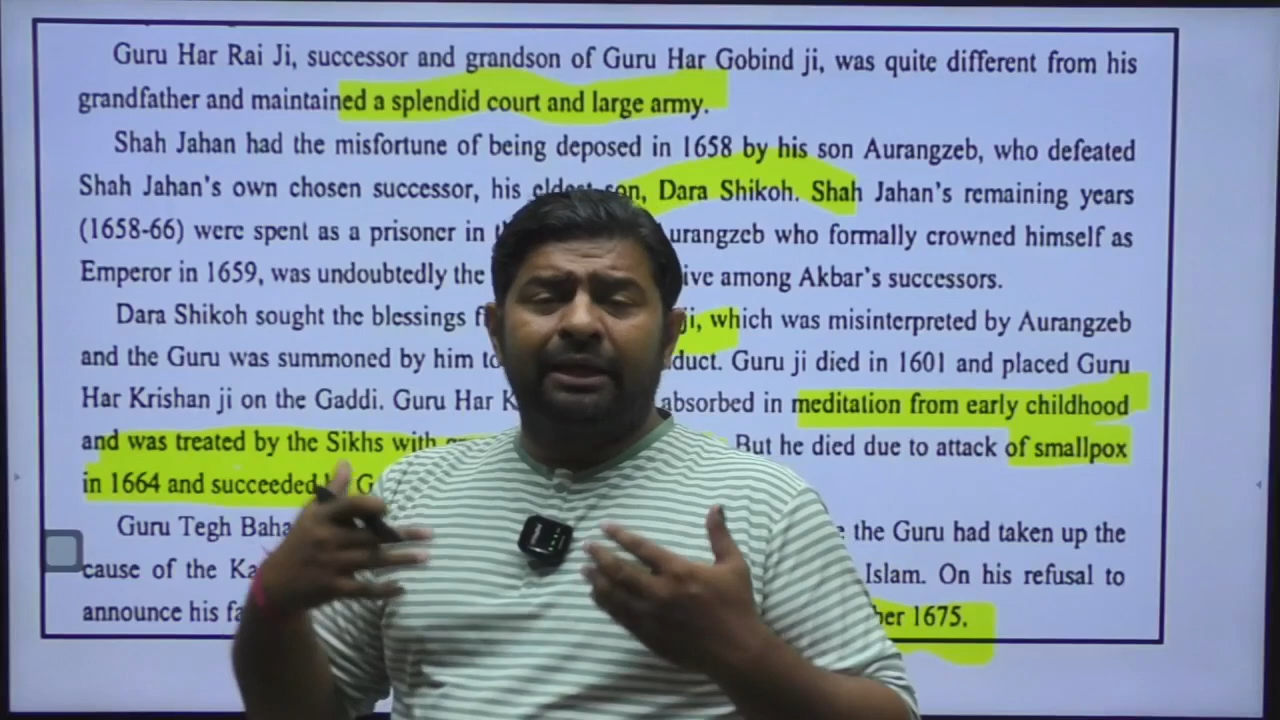 Guru Har Rai Ji, successor and grandson of Guru Har Gobind ji, was quite different from his
grandfather and maintained a splendid court and large army.
Shah Jahan had the misfortune of being deposed in 1658 by his son Aurangzeb, who defeated
Shah Jahan's own chosen successor, his eldest son, Dara Shikoh. Shah Jahan's remaining years
(1658-66) were spent as a prisoner in urangzeb who formally crowned himself as
Emperor in 1659, was undoubtedly the ive among Akbar's successors.
Dara Shikoh sought the blessings ji, which was misinterpreted by Aurangzeb
and the Guru was summoned by him to duct. Guru ji died in 1601 and placed Guru
Har Krishan ji on the Gaddi. Guru Har absorbed in meditation from early childhood
and was treated by the Sikhs with But he died due to attack of smallpox
in 1664 and succeeded G
Guru Tegh Baha the Guru had taken up the
cause of the Ka Islam. On his refusal to
announce his fa ber 1675.